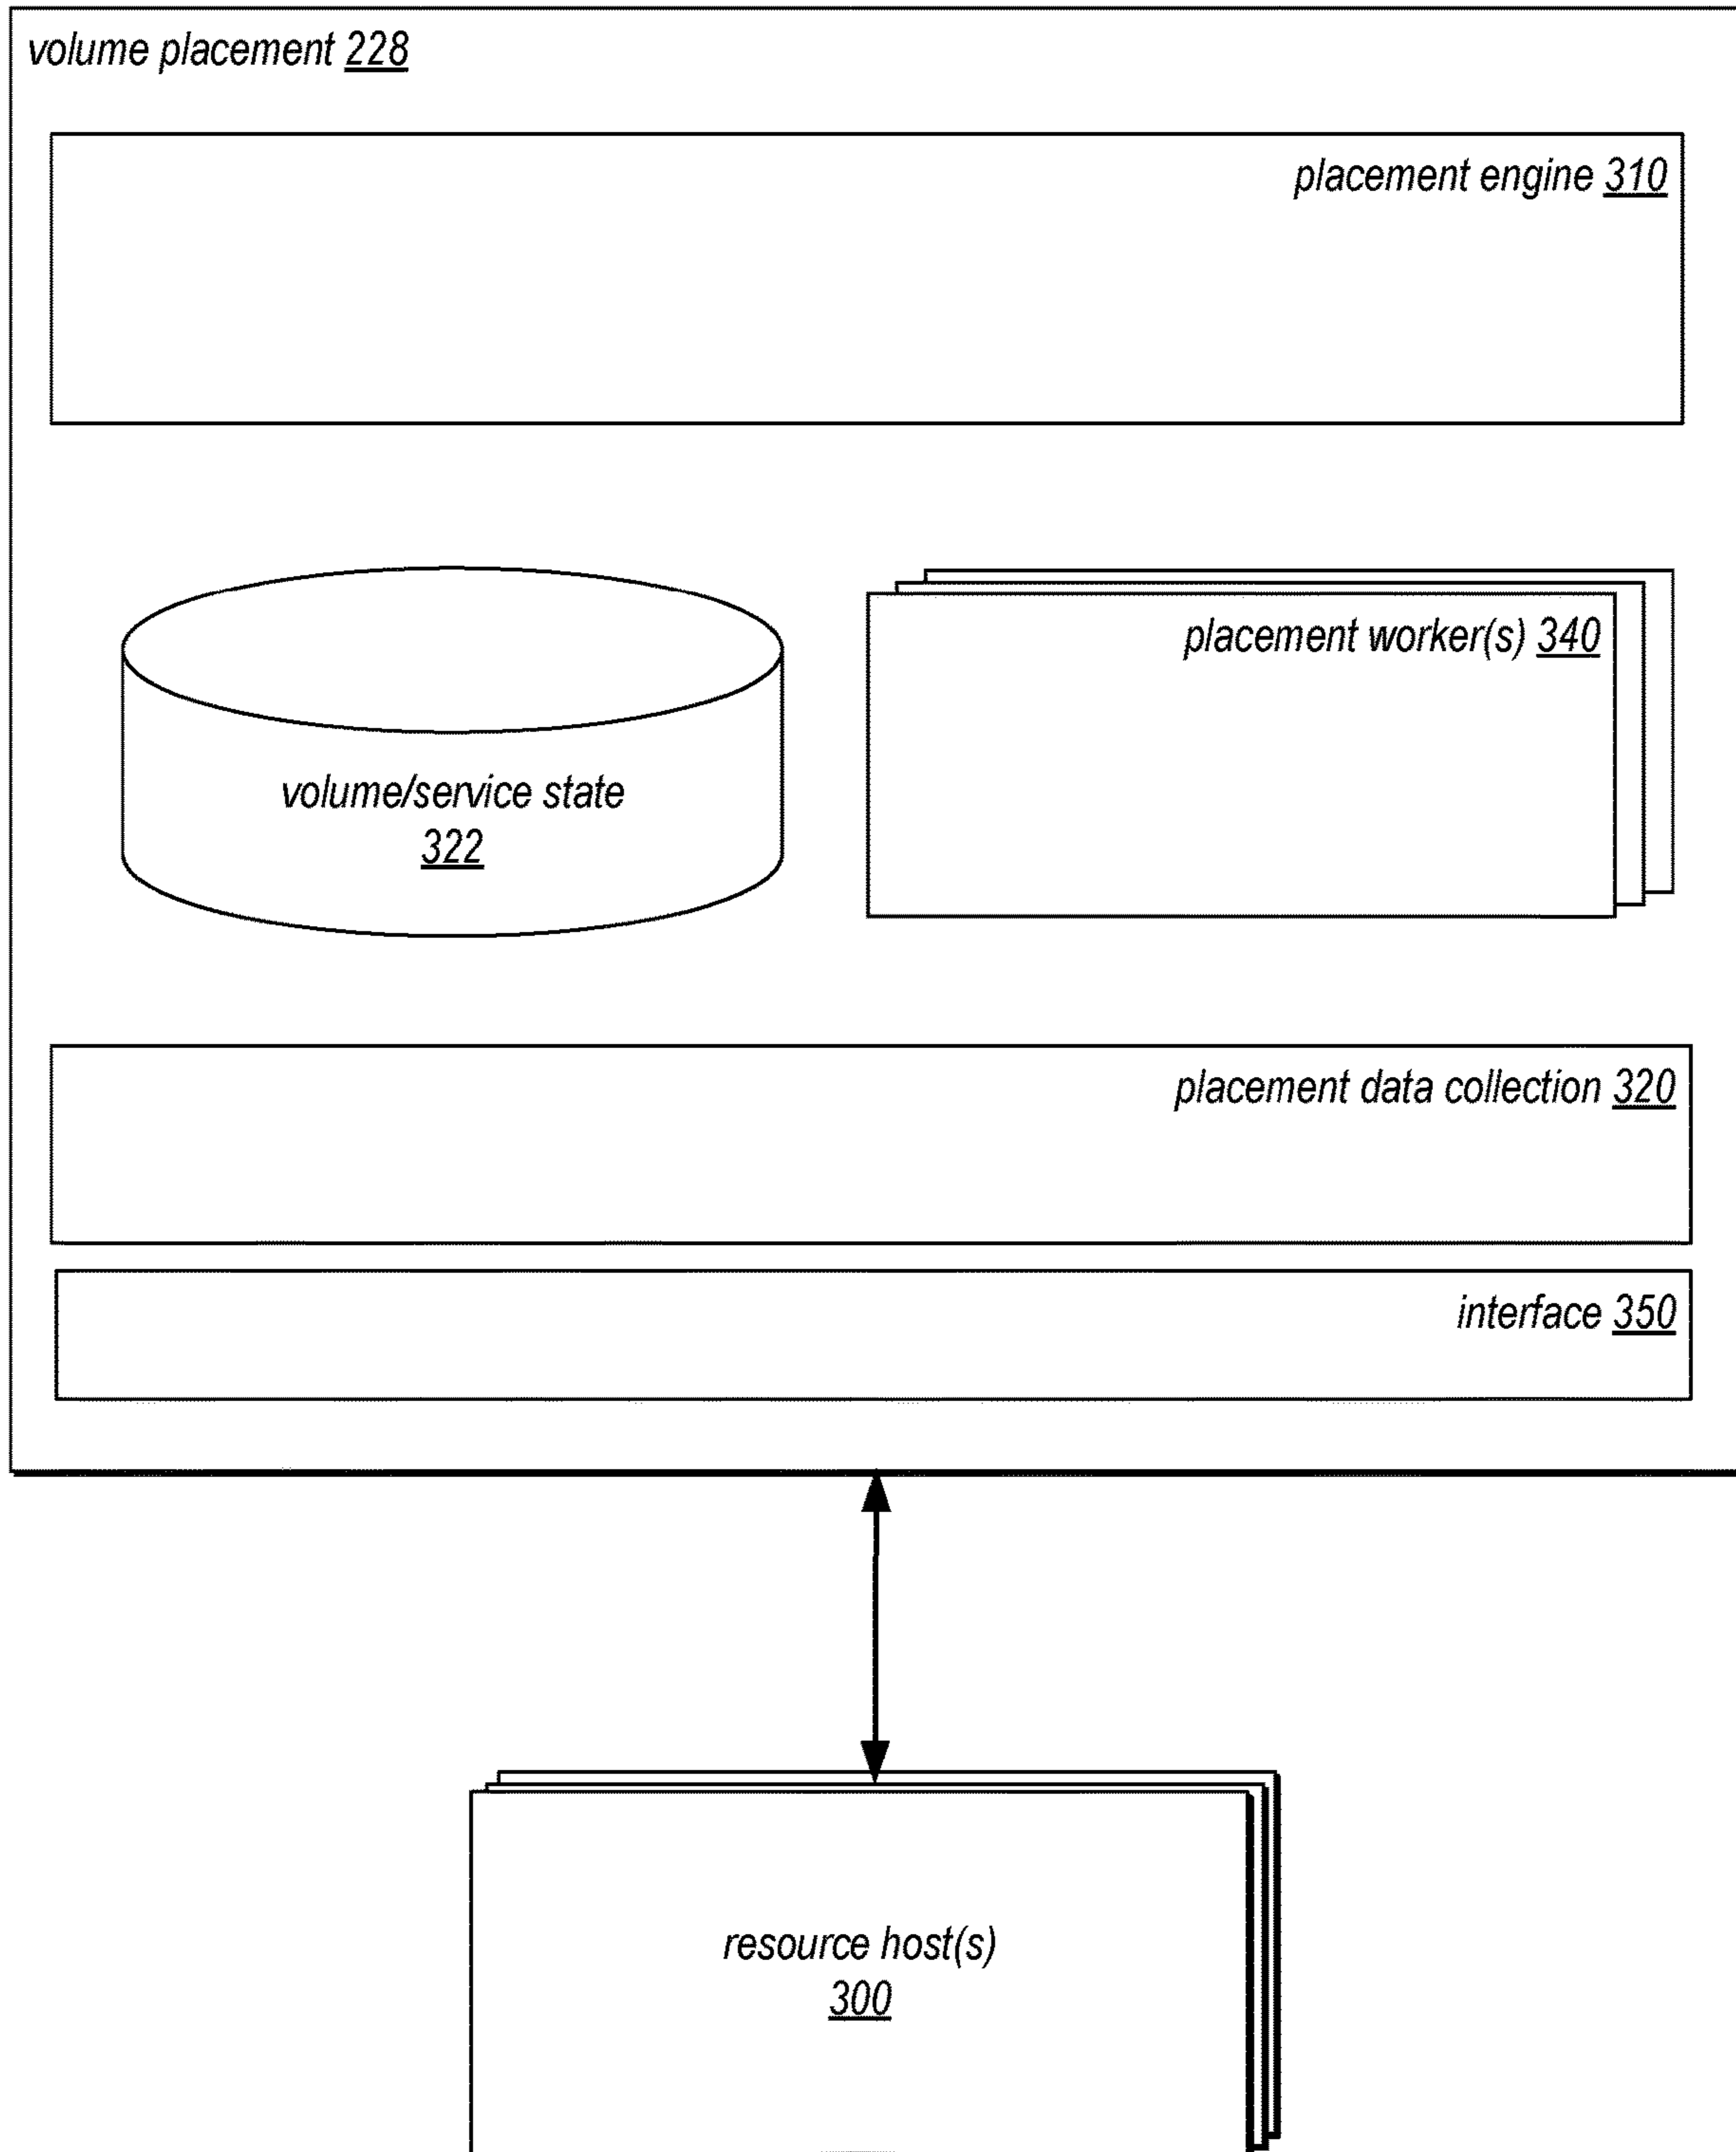 volume placement 228
placement engine 310
volume/service state
322
placement worker(s) 340
placement data collection 320
interface 350
resource host(s)
300